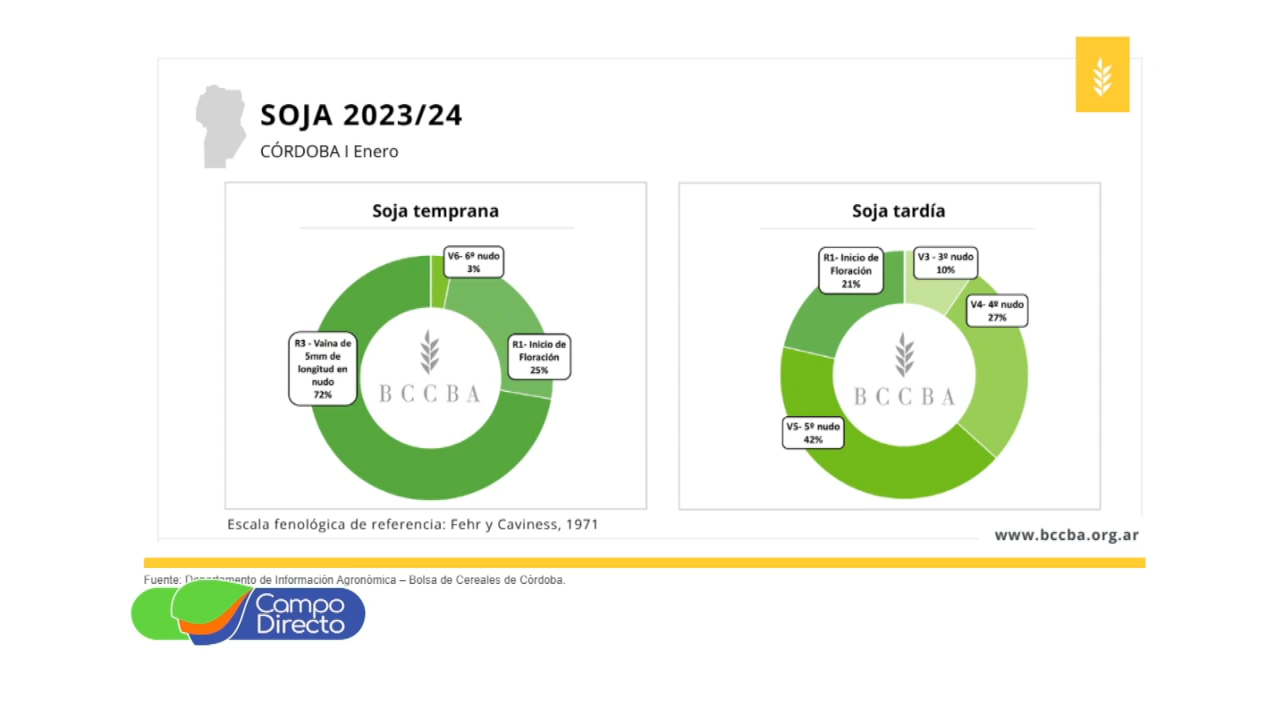 SOJA 2023/24
CÓRDOBA I Enero
Soja temprana
V6- 6º nudo
3%
R1- Inicio de
Floración
25%
R3 - Vaina de
5mm de
longitud en
nudo
72%
BCCBA
Soja tardía
R1- Inicio de
Floración
21%
V3 - 3º nudo
10%
V4- 4º nudo
27%
V5- 5º nudo
42%
BCCBA
Escala fenológica de referencia: Fehr y Caviness, 1971
www.bccba.org.ar
Fuente: Departamento de Información Agronómica – Bolsa de Cereales de Córdoba.
Campo
Directo